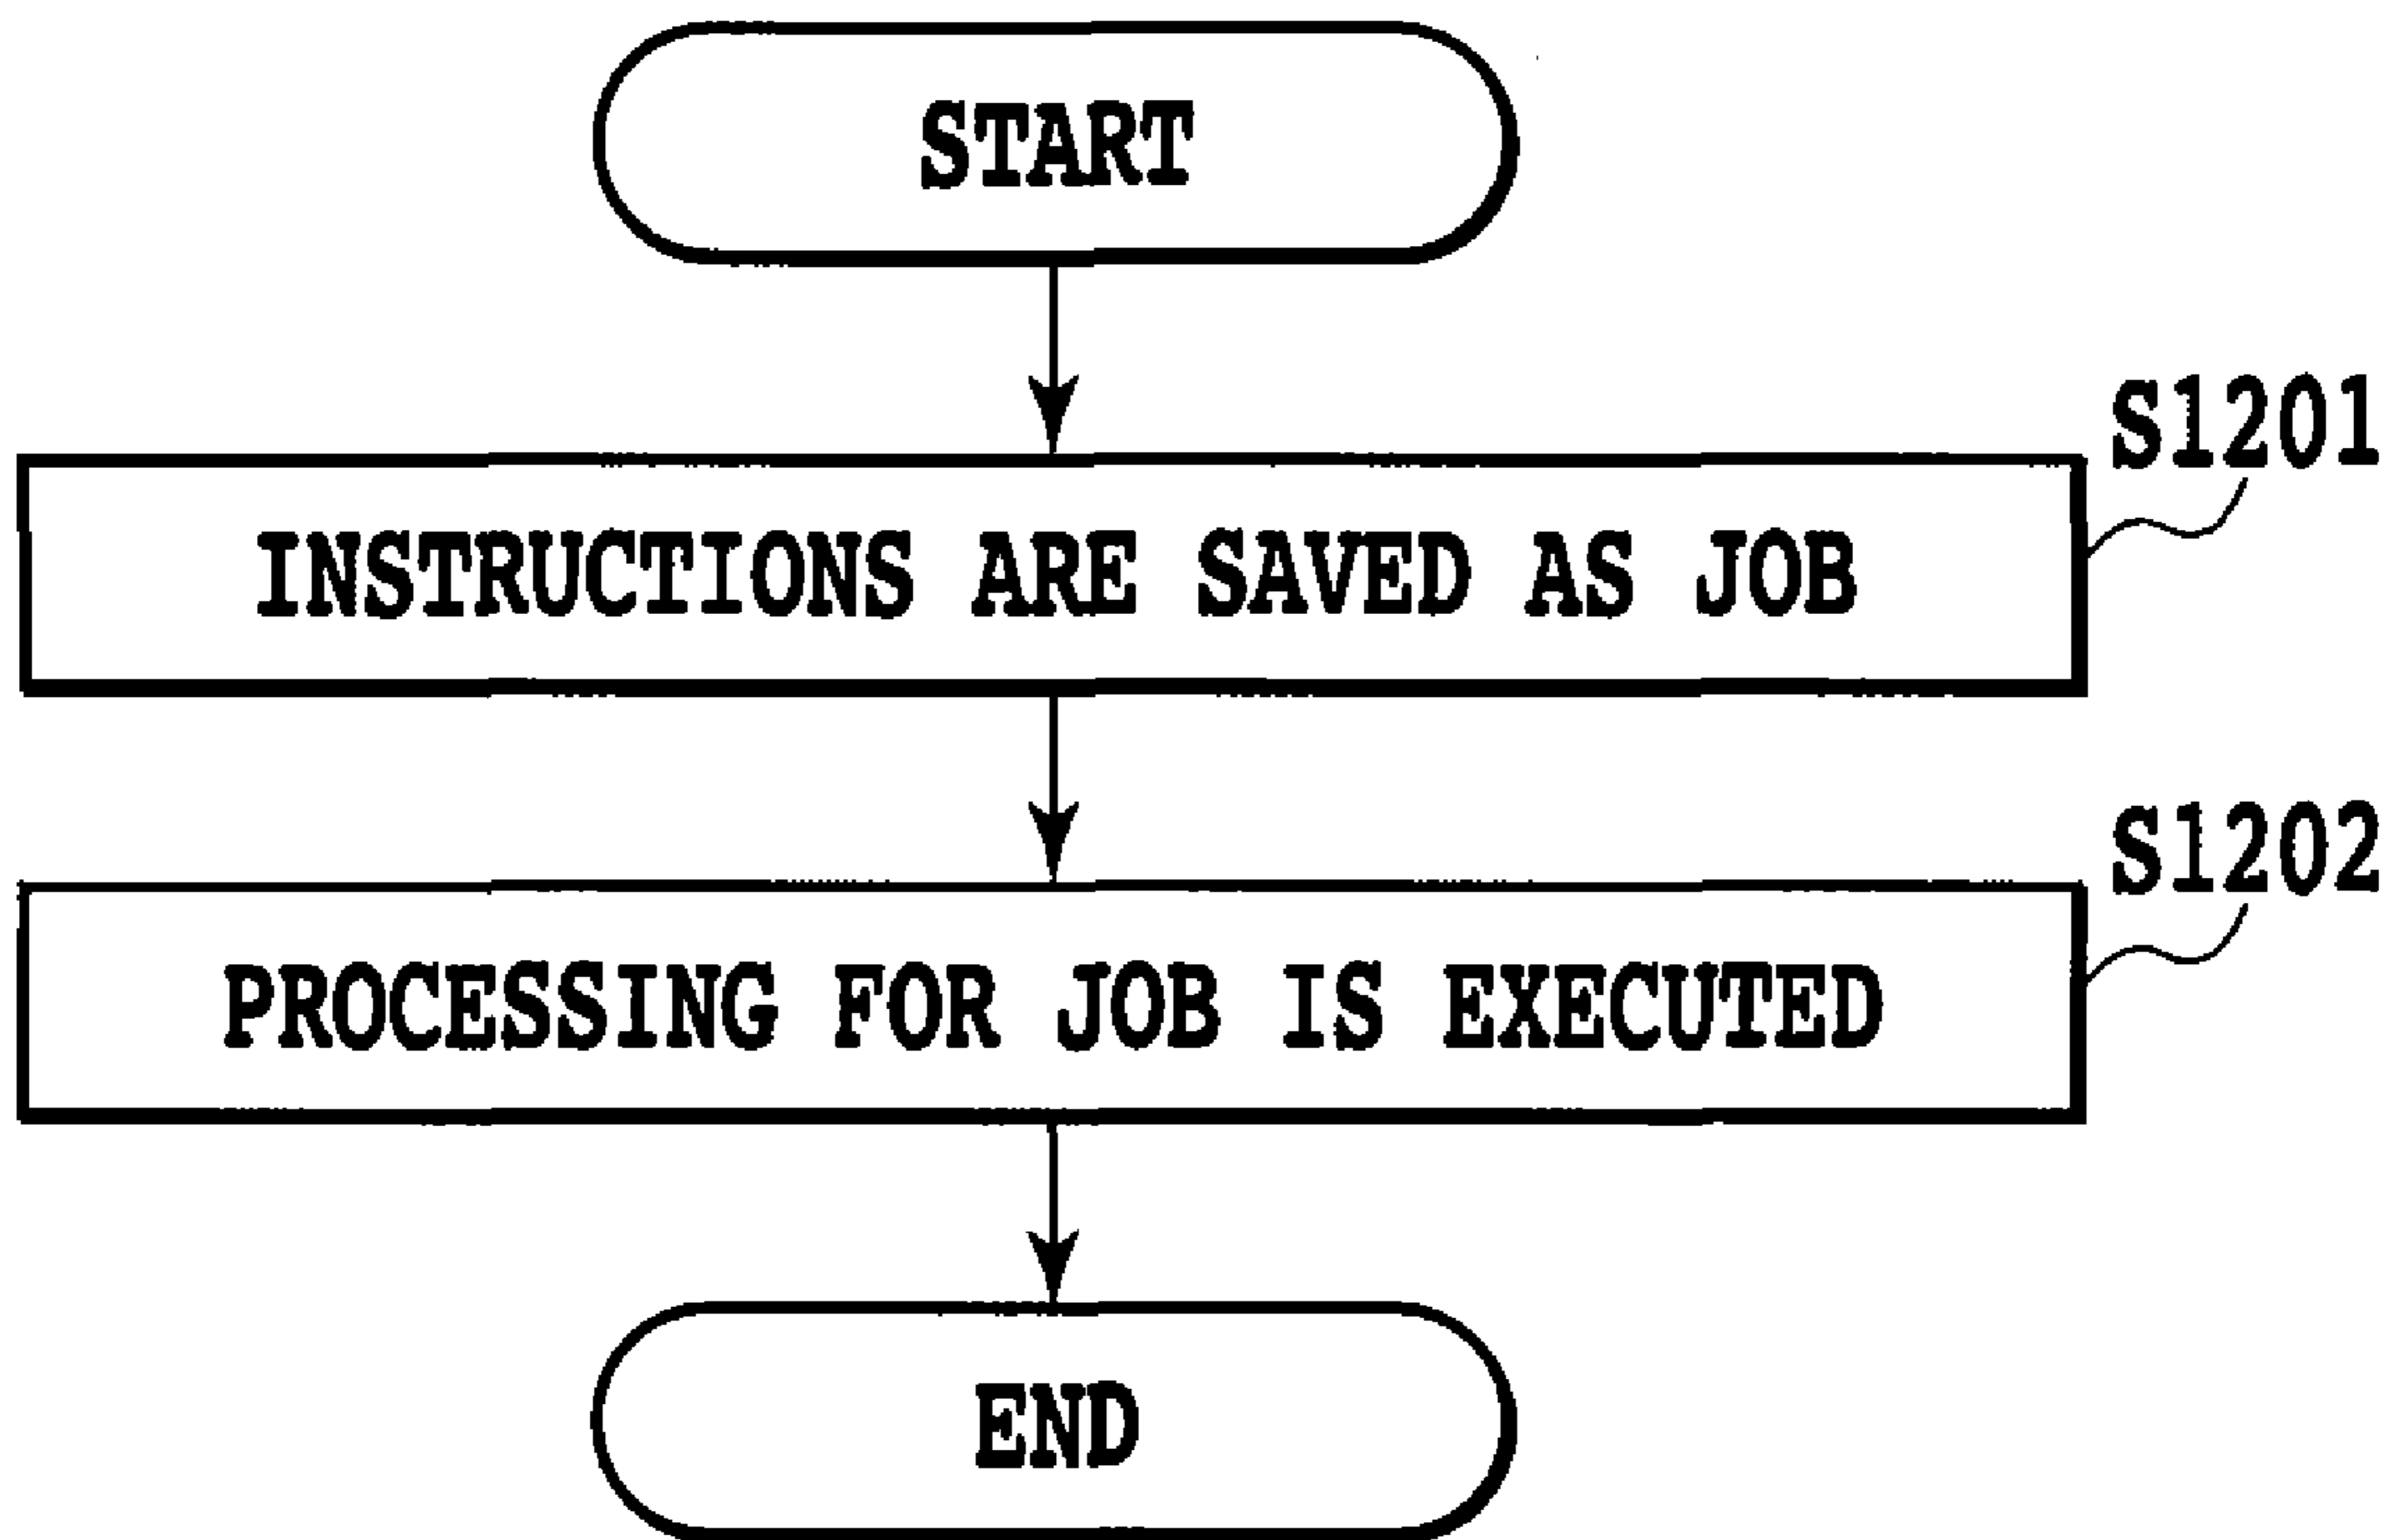 START
S1201
INSTRUCTIONS ARE SAVED AS JOB
S1202
PROCESSING FOR JOB IS EXECUTED
END